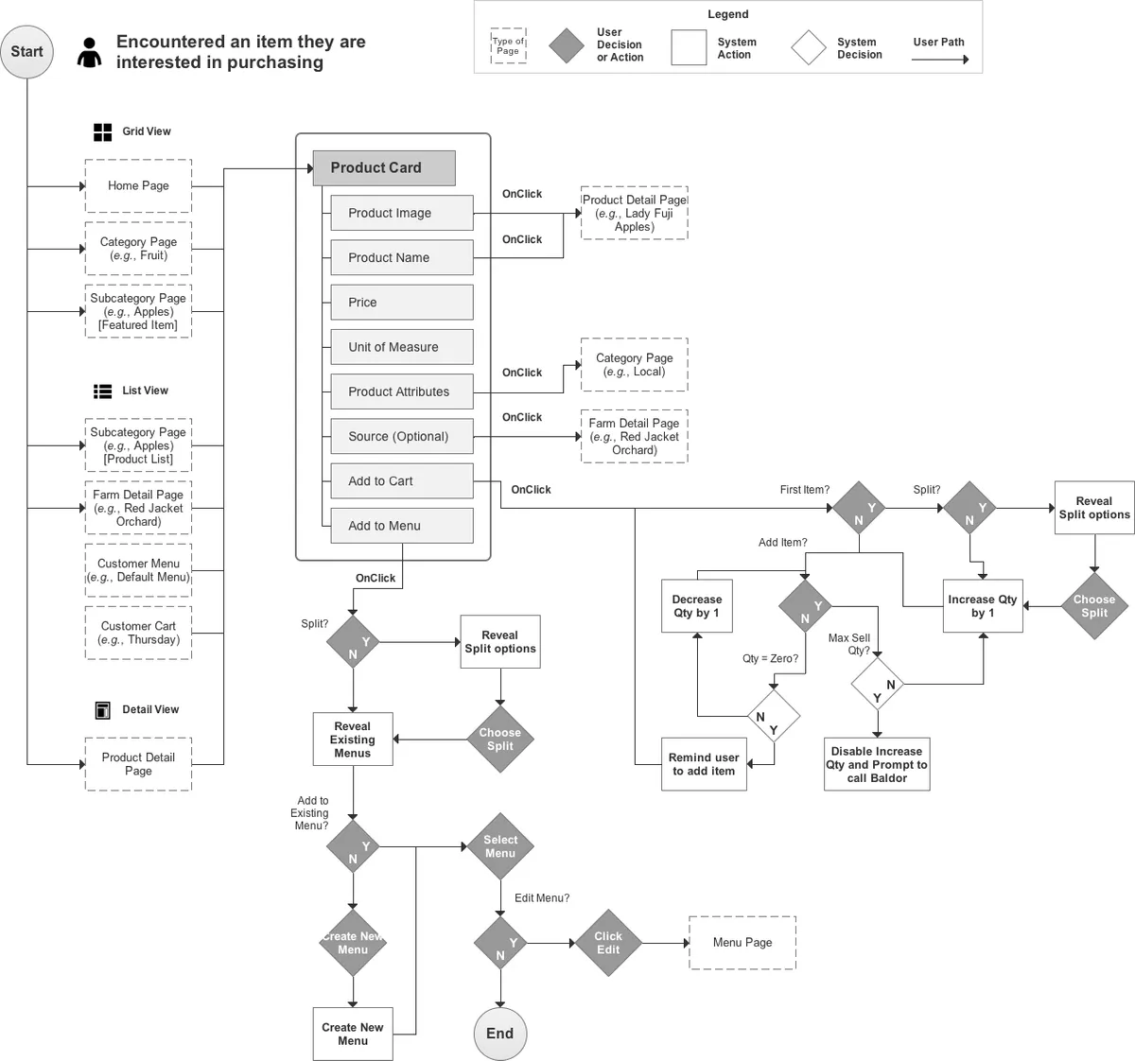 Start
Encountered an item they are
interested in purchasing
Legend
Type of
Page
User
Decision
or Action
System
Action
System
Decision
User Path
Grid View
Home Page
Category Page
(e.g., Fruit)
Subcategory Page
(e.g., Apples)
[Featured Item]
List View
Subcategory Page
(e.g., Apples)
[Product List]
Farm Detail Page
(e.g., Red Jacket
Orchard)
Customer Menu
(e.g., Default Menu)
Customer Cart
(e.g., Thursday)
Detail View
Product Detail
Page
Product Card
Product Image
Product Name
Price
Unit of Measure
Product Attributes
Source (Optional)
Add to Cart
Add to Menu
OnClick
OnClick
Product Detail Page
(e.g., Lady Fuji
Apples)
OnClick
Category Page
(e.g., Local)
OnClick
Farm Detail Page
(e.g., Red Jacket
Orchard)
OnClick
First Item?
Y
N
Split?
Y
N
Reveal
Split options
Add Item?
Decrease
Qty by 1
Y
N
Increase Qty
by 1
Choose
Split
Max Sell
Qty?
N
Y
Qty = Zero?
N
Y
Remind user
to add item
Disable Increase
Qty and Prompt to
call Baldor
OnClick
Split?
Y
N
Reveal
Split options
Reveal
Existing
Menus
Choose
Split
Add to
Existing
Menu?
Y
N
Select
Menu
Create New
Menu
Edit Menu?
Y
N
Click
Edit
Menu Page
Create New
Menu
End